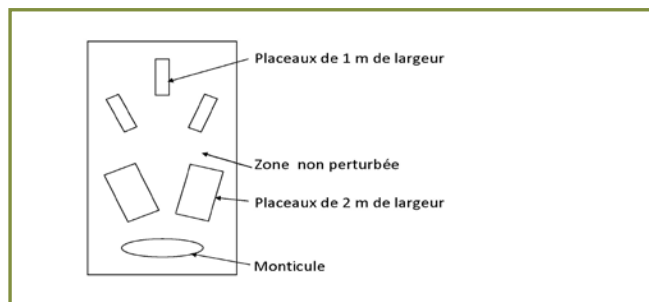 Placeaux de 1 m de largeur
Zone non perturbée
Placeaux de 2 m de largeur
Monticule